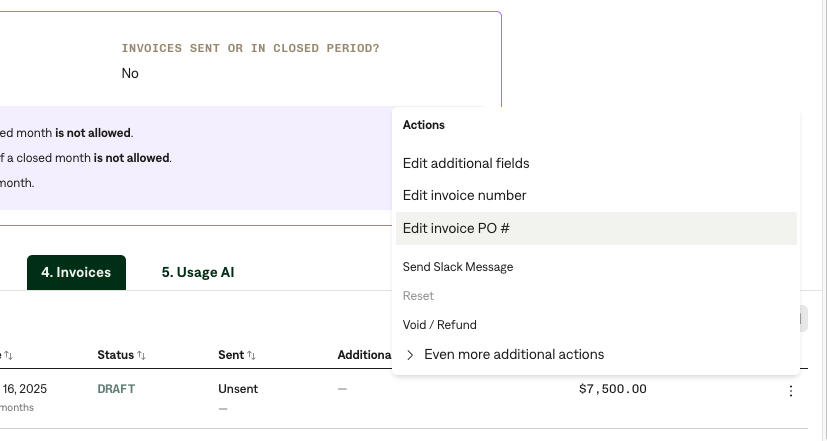 INVOICES SENT OR IN CLOSED PERIOD?
No
ed month is not allowed.
f a closed month is not allowed.
month.
Actions
Edit additional fields
Edit invoice number
Edit invoice PO #
Send Slack Message
Reset
Void / Refund
Even more additional actions
4. Invoices
5. Usage AI
e Status Sent Additiona
16, 2025 DRAFT Unsent — $7,500.00
months —